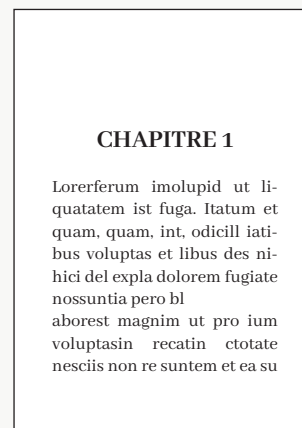 CHAPITRE 1
Lorerferum imolupid ut li-
quatatem ist fuga. Itatum et
quam, quam, int, odicill iati-
bus voluptas et libus des ni-
hici del expla dolorem fugiate
nossuntia pero bl
aborest magnim ut pro ium
voluptasin recatin ctotate
nesciis non re suntem et ea su